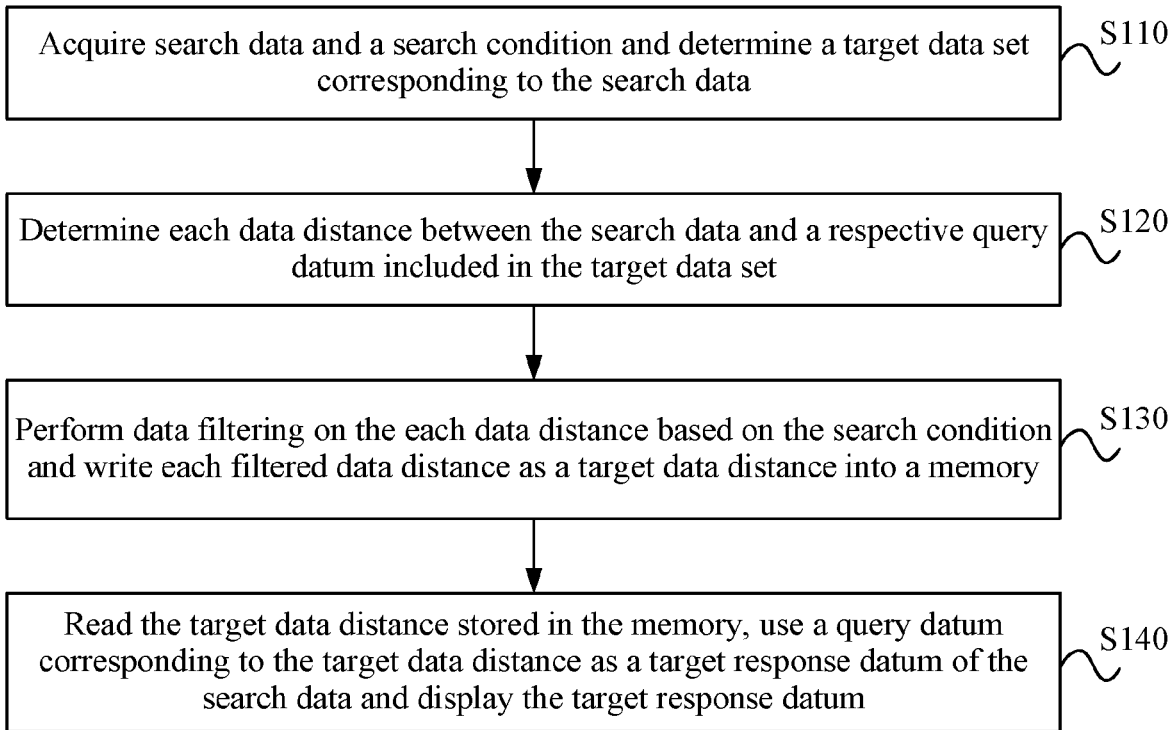 Acquire search data and a search condition and determine a target data set
corresponding to the search data
S110
Determine each data distance between the search data and a respective query
datum included in the target data set
S120
Perform data filtering on the each data distance based on the search condition
and write each filtered data distance as a target data distance into a memory
S130
Read the target data distance stored in the memory, use a query datum
corresponding to the target data distance as a target response datum of the
search data and display the target response datum
S140